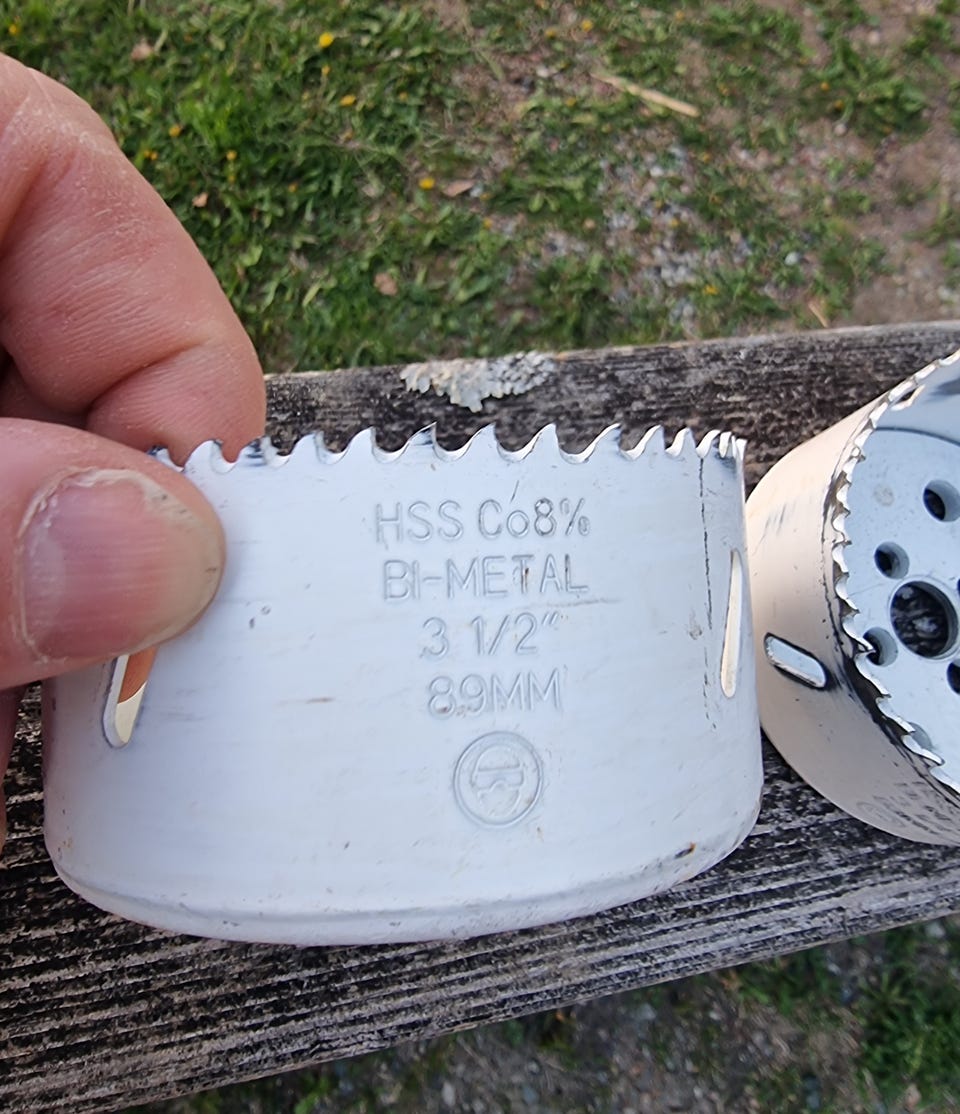 HSS Co8%
BI-METAL
3 1/2"
89MM